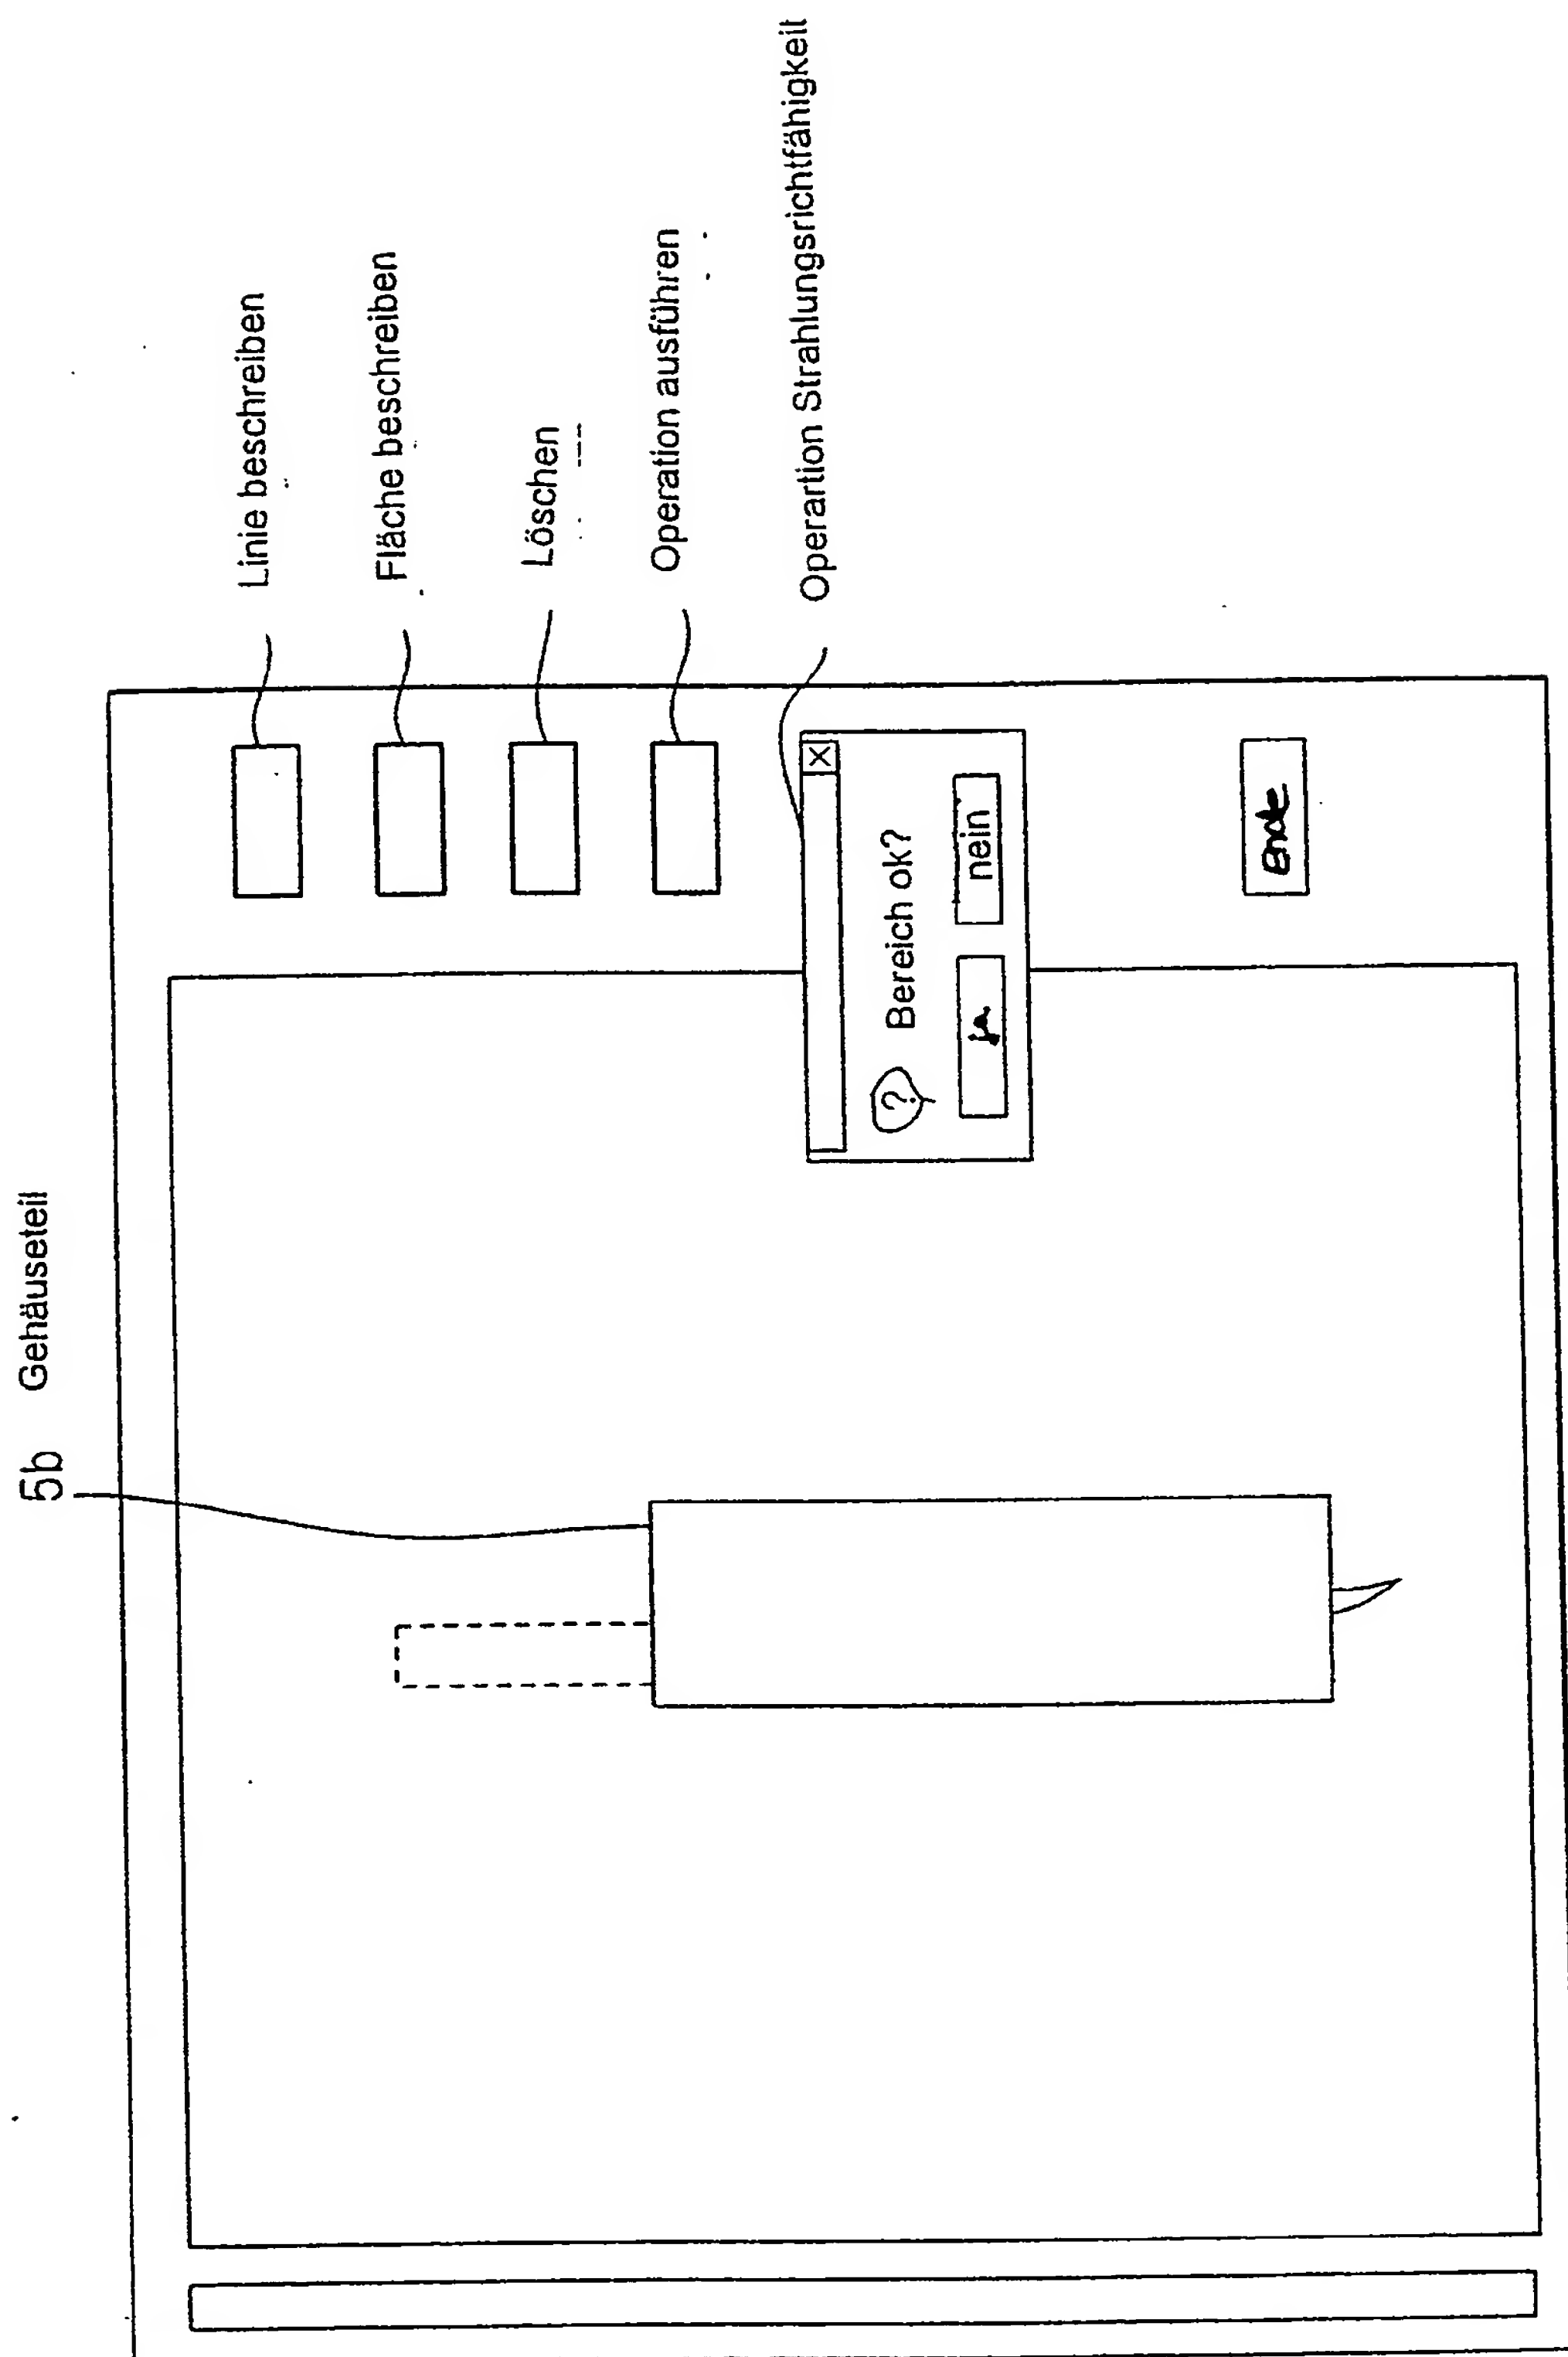 5b Gehäuseteil
Linie beschreiben
Fläche beschreiben
Löschen
Operation ausführen
Operartion Strahlungsrichtfähigkeit
X
? Bereich ok?
ja nein
Ende